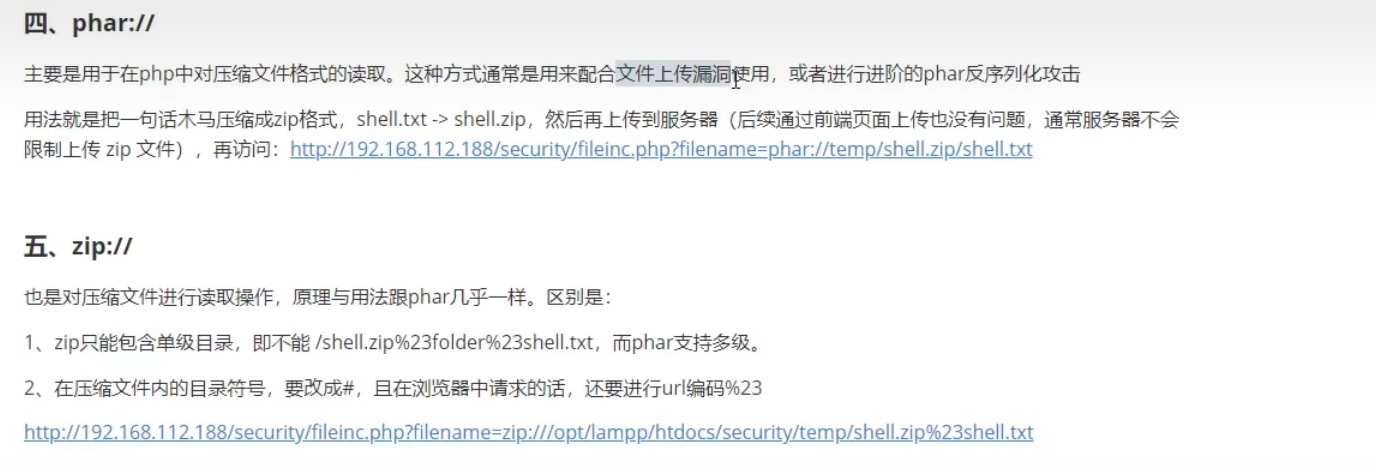 四、phar://
主要是用于在php中对压缩文件格式的读取。这种方式通常是用来配合文件上传漏洞使用，或者进行进阶的phar反序列化攻击
用法就是把一句话木马压缩成zip格式，shell.txt -> shell.zip，然后再上传到服务器（后续通过前端页面上传也没有问题，通常服务器不会
限制上传 zip 文件），再访问：http://192.168.112.188/security/fileinc.php?filename=phar://temp/shell.zip/shell.txt
五、zip://
也是对压缩文件进行读取操作，原理与用法跟phar几乎一样。区别是：
1、zip只能包含单级目录，即不能 /shell.zip%23folder%23shell.txt，而phar支持多级。
2、在压缩文件内的目录符号，要改成#，且在浏览器中请求的话，还要进行url编码%23
http://192.168.112.188/security/fileinc.php?filename=zip:///opt/lampp/htdocs/security/temp/shell.zip%23shell.txt